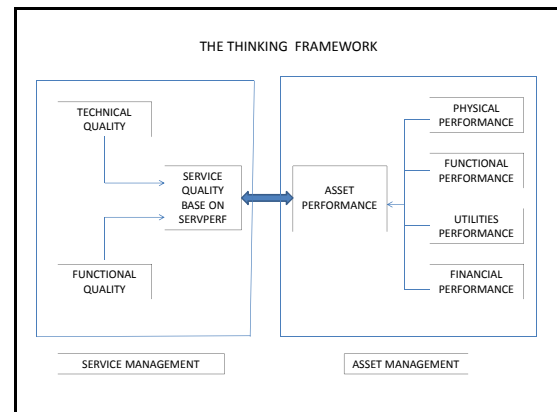 THE THINKING FRAMEWORK
TECHNICAL
QUALITY
SERVICE
QUALITY
BASE ON
SERVPERF
FUNCTIONAL
QUALITY
ASSET
PERFORMANCE
PHYSICAL
PERFORMANCE
FUNCTIONAL
PERFORMANCE
UTILITIES
PERFORMANCE
FINANCIAL
PERFORMANCE
SERVICE MANAGEMENT
ASSET MANAGEMENT